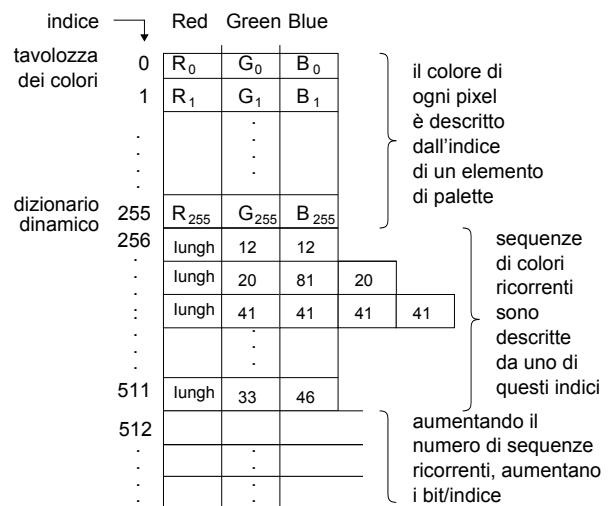 indice Red Green Blue
tavolozza
dei colori
0 R0 G0 B0
1 R1 G1 B1
il colore di
ogni pixel
è descritto
dall'indice
di un elemento
di palette
dizionario
dinamico
255 R255 G255 B255
256 lungh 12 12
lungh 20 81 20
lungh 41 41 41 41
511 lungh 33 46
sequenze
di colori
ricorrenti
sono
descritte
da uno di
questi indici
512
aumentando il
numero di sequenze
ricorrenti, aumentano
i bit/indice